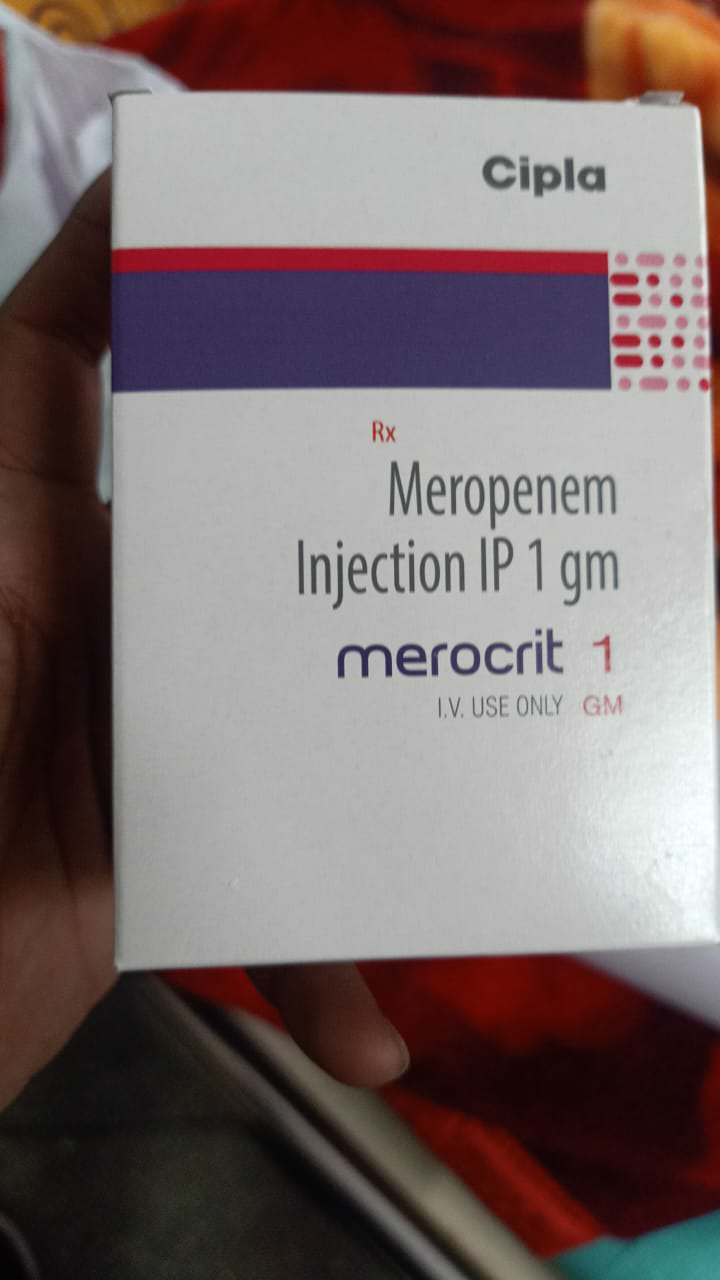 Cipla
Rx
Meropenem
Injection IP 1 gm
merocrit 1
I.V. USE ONLY GM